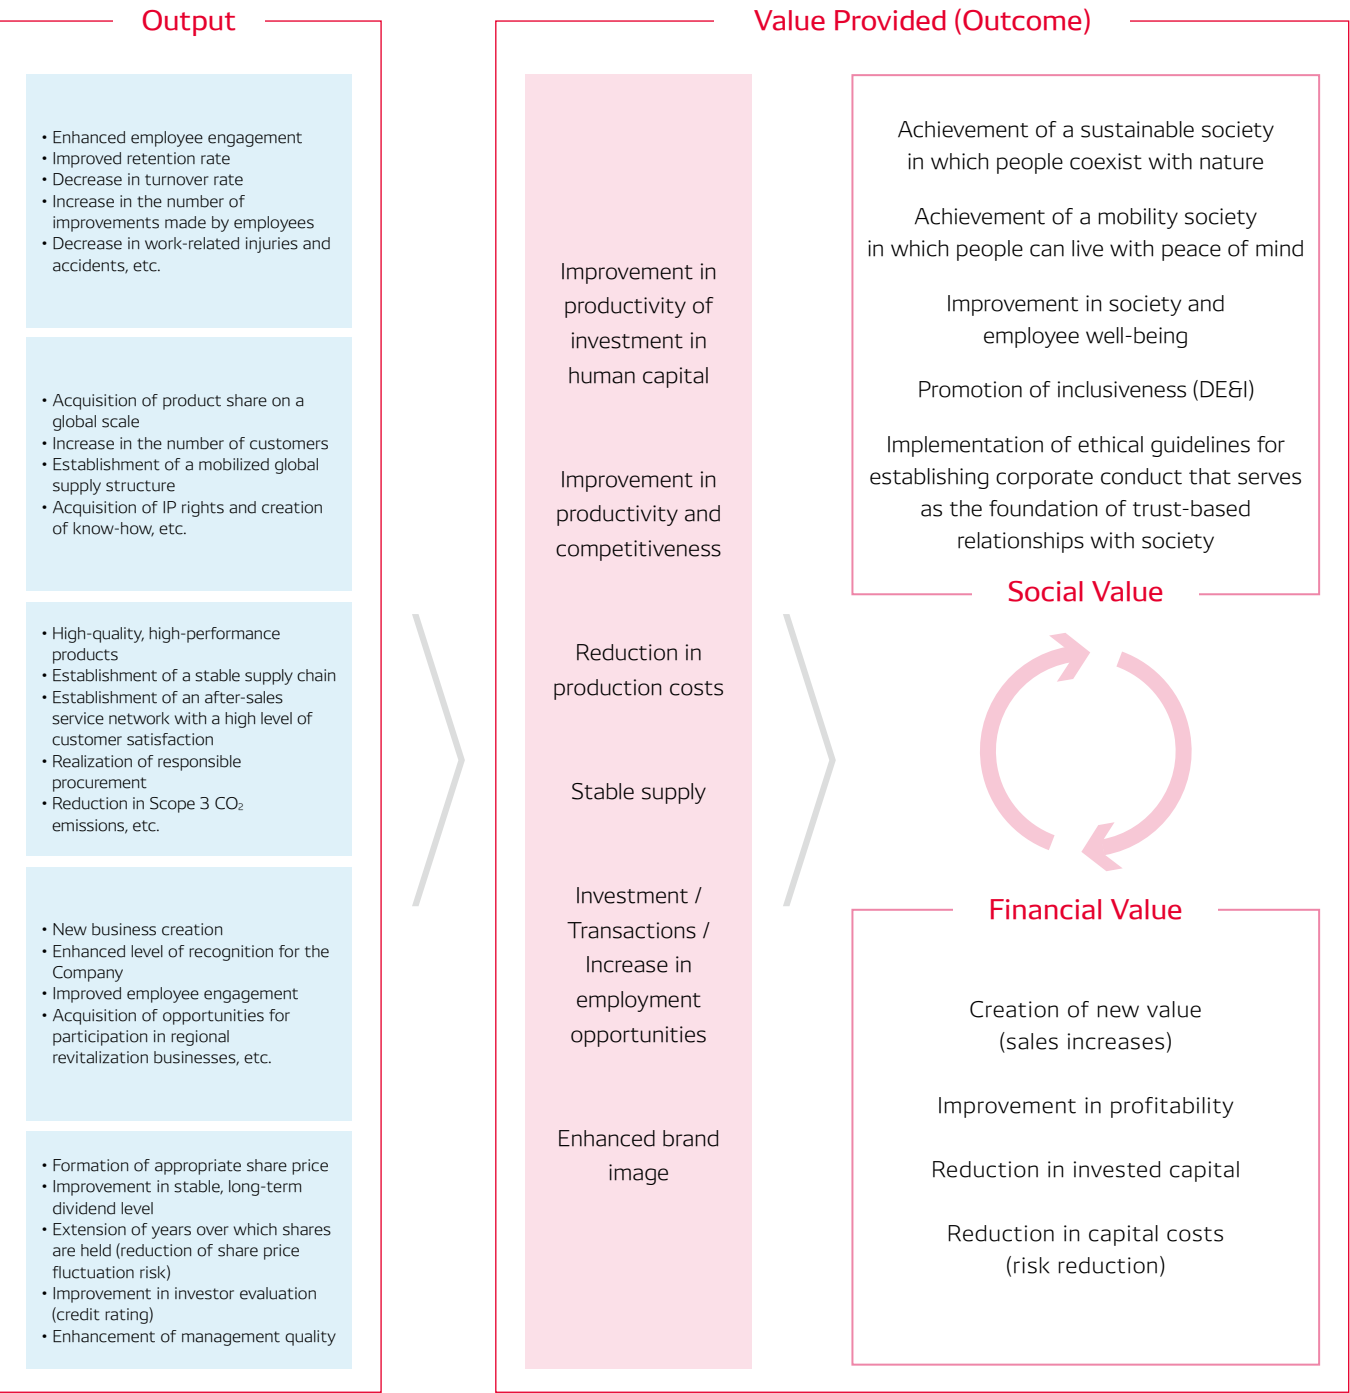 Output
• Enhanced employee engagement
• Improved retention rate
• Decrease in turnover rate
• Increase in the number of
improvements made by employees
• Decrease in work-related injuries and
accidents, etc.
• Acquisition of product share on a
global scale
• Increase in the number of customers
• Establishment of a mobilized global
supply structure
• Acquisition of IP rights and creation
of know-how, etc.
• High-quality, high-performance
products
• Establishment of a stable supply chain
• Establishment of an after-sales
service network with a high level of
customer satisfaction
• Realization of responsible
procurement
• Reduction in Scope 3 CO₂
emissions, etc.
• New business creation
• Enhanced level of recognition for the
Company
• Improved employee engagement
• Acquisition of opportunities for
participation in regional
revitalization businesses, etc.
• Formation of appropriate share price
• Improvement in stable, long-term
dividend level
• Extension of years over which shares
are held (reduction of share price
fluctuation risk)
• Improvement in investor evaluation
(credit rating)
• Enhancement of management quality
Value Provided (Outcome)
Improvement in
productivity of
investment in
human capital
Improvement in
productivity and
competitiveness
Reduction in
production costs
Stable supply
Investment /
Transactions /
Increase in
employment
opportunities
Enhanced brand
image
Achievement of a sustainable society
in which people coexist with nature
Achievement of a mobility society
in which people can live with peace of mind
Improvement in society and
employee well-being
Promotion of inclusiveness (DE&I)
Implementation of ethical guidelines for
establishing corporate conduct that serves
as the foundation of trust-based
relationships with society
Social Value
Financial Value
Creation of new value
(sales increases)
Improvement in profitability
Reduction in invested capital
Reduction in capital costs
(risk reduction)